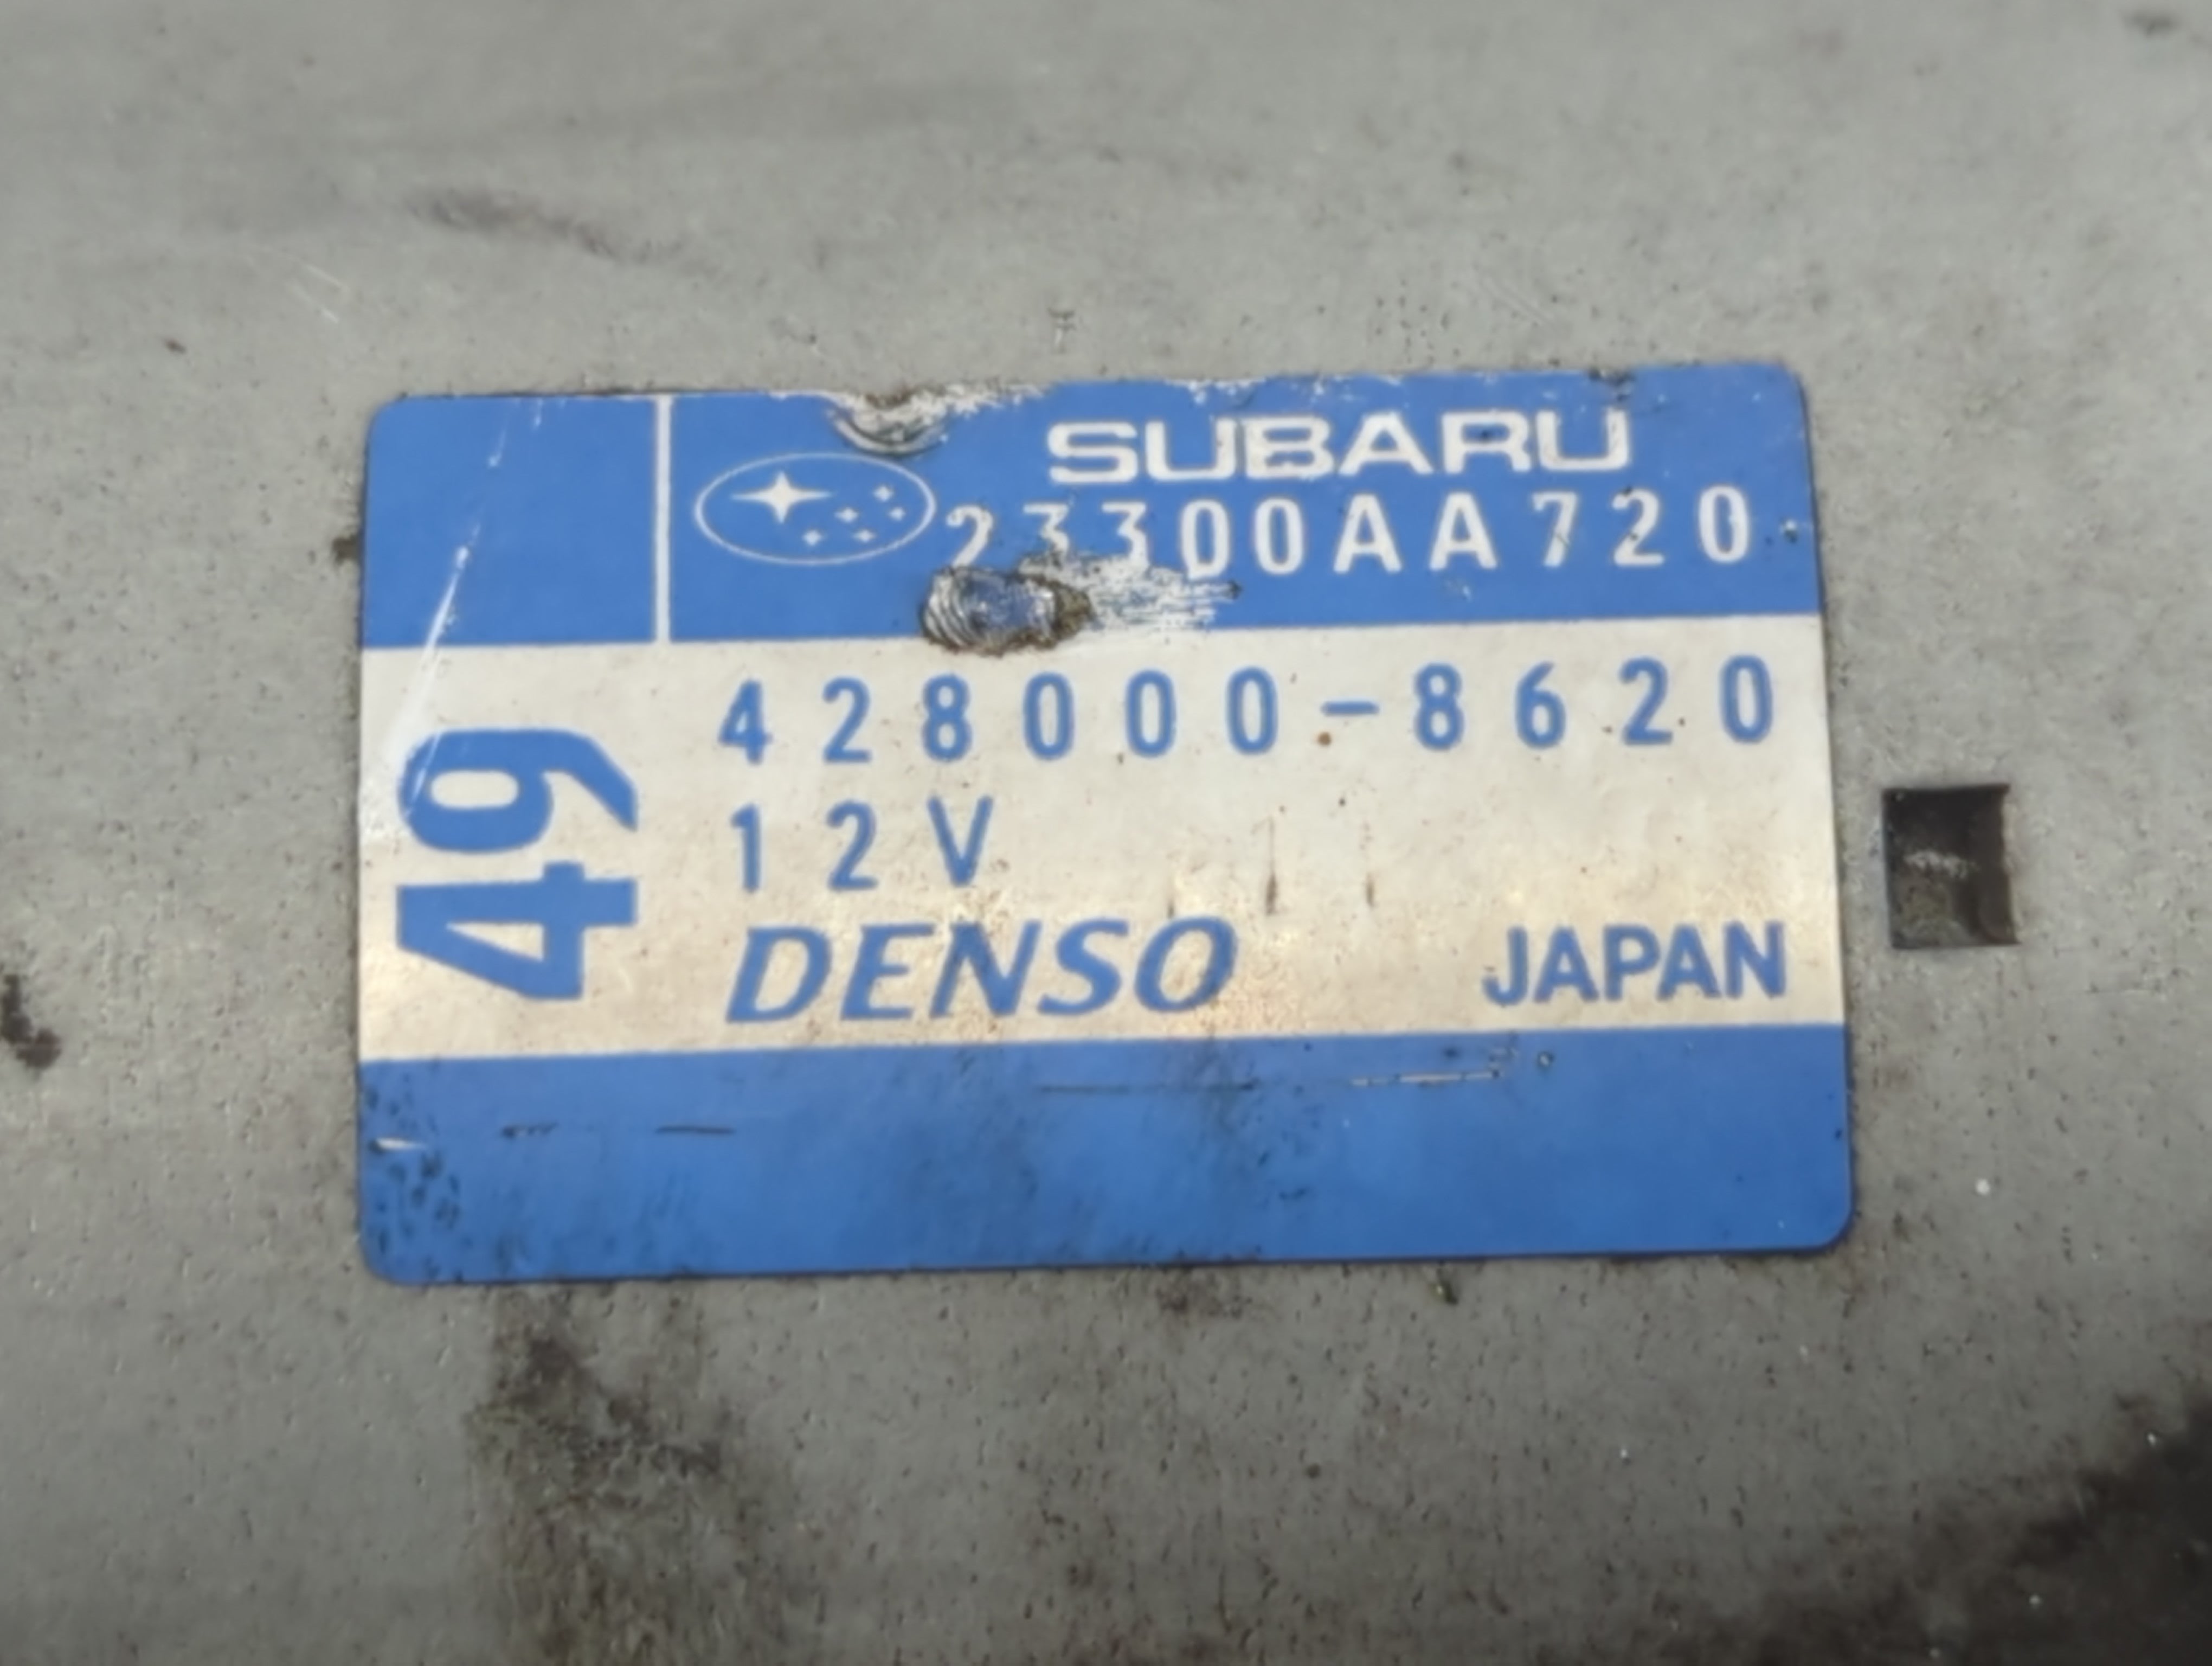 SUBARU
23300AA720
428000-8620
12V
49
DENSO JAPAN